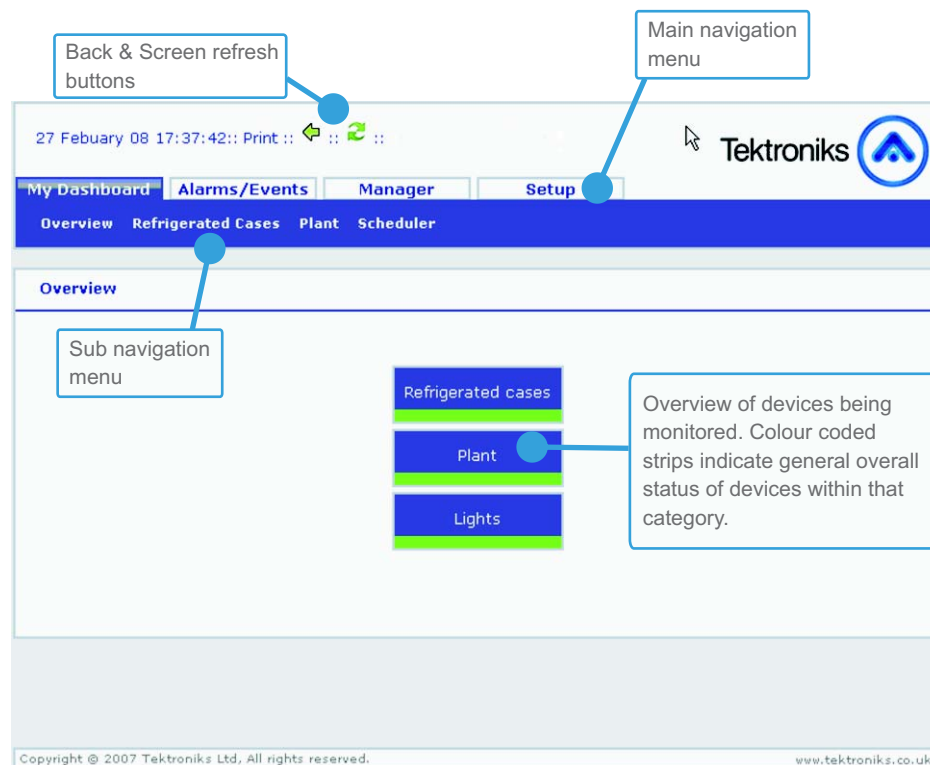 Back & Screen refresh
buttons
Main navigation
menu
27 Febuary 08 17:37:42:: Print :: :: ::
Tektroniks
My Dashboard Alarms/Events Manager Setup
Overview Refrigerated Cases Plant Scheduler
Overview
Sub navigation
menu
Refrigerated cases
Plant
Lights
Overview of devices being
monitored. Colour coded
strips indicate general overall
status of devices within that
category.
Copyright © 2007 Tektroniks Ltd, All rights reserved.
www.tektroniks.co.uk